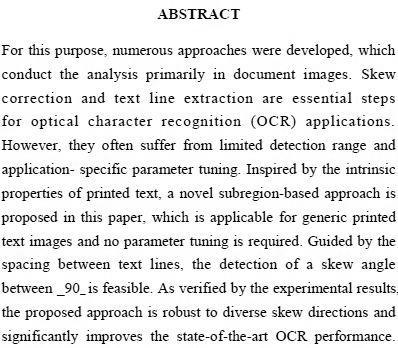 ABSTRACT
For this purpose, numerous approaches were developed, which
conduct the analysis primarily in document images. Skew
correction and text line extraction are essential steps
for optical character recognition (OCR) applications.
However, they often suffer from limited detection range and
application- specific parameter tuning. Inspired by the intrinsic
properties of printed text, a novel subregion-based approach is
proposed in this paper, which is applicable for generic printed
text images and no parameter tuning is required. Guided by the
spacing between text lines, the detection of a skew angle
between _90_is feasible. As verified by the experimental results,
the proposed approach is robust to diverse skew directions and
significantly improves the state-of-the-art OCR performance.